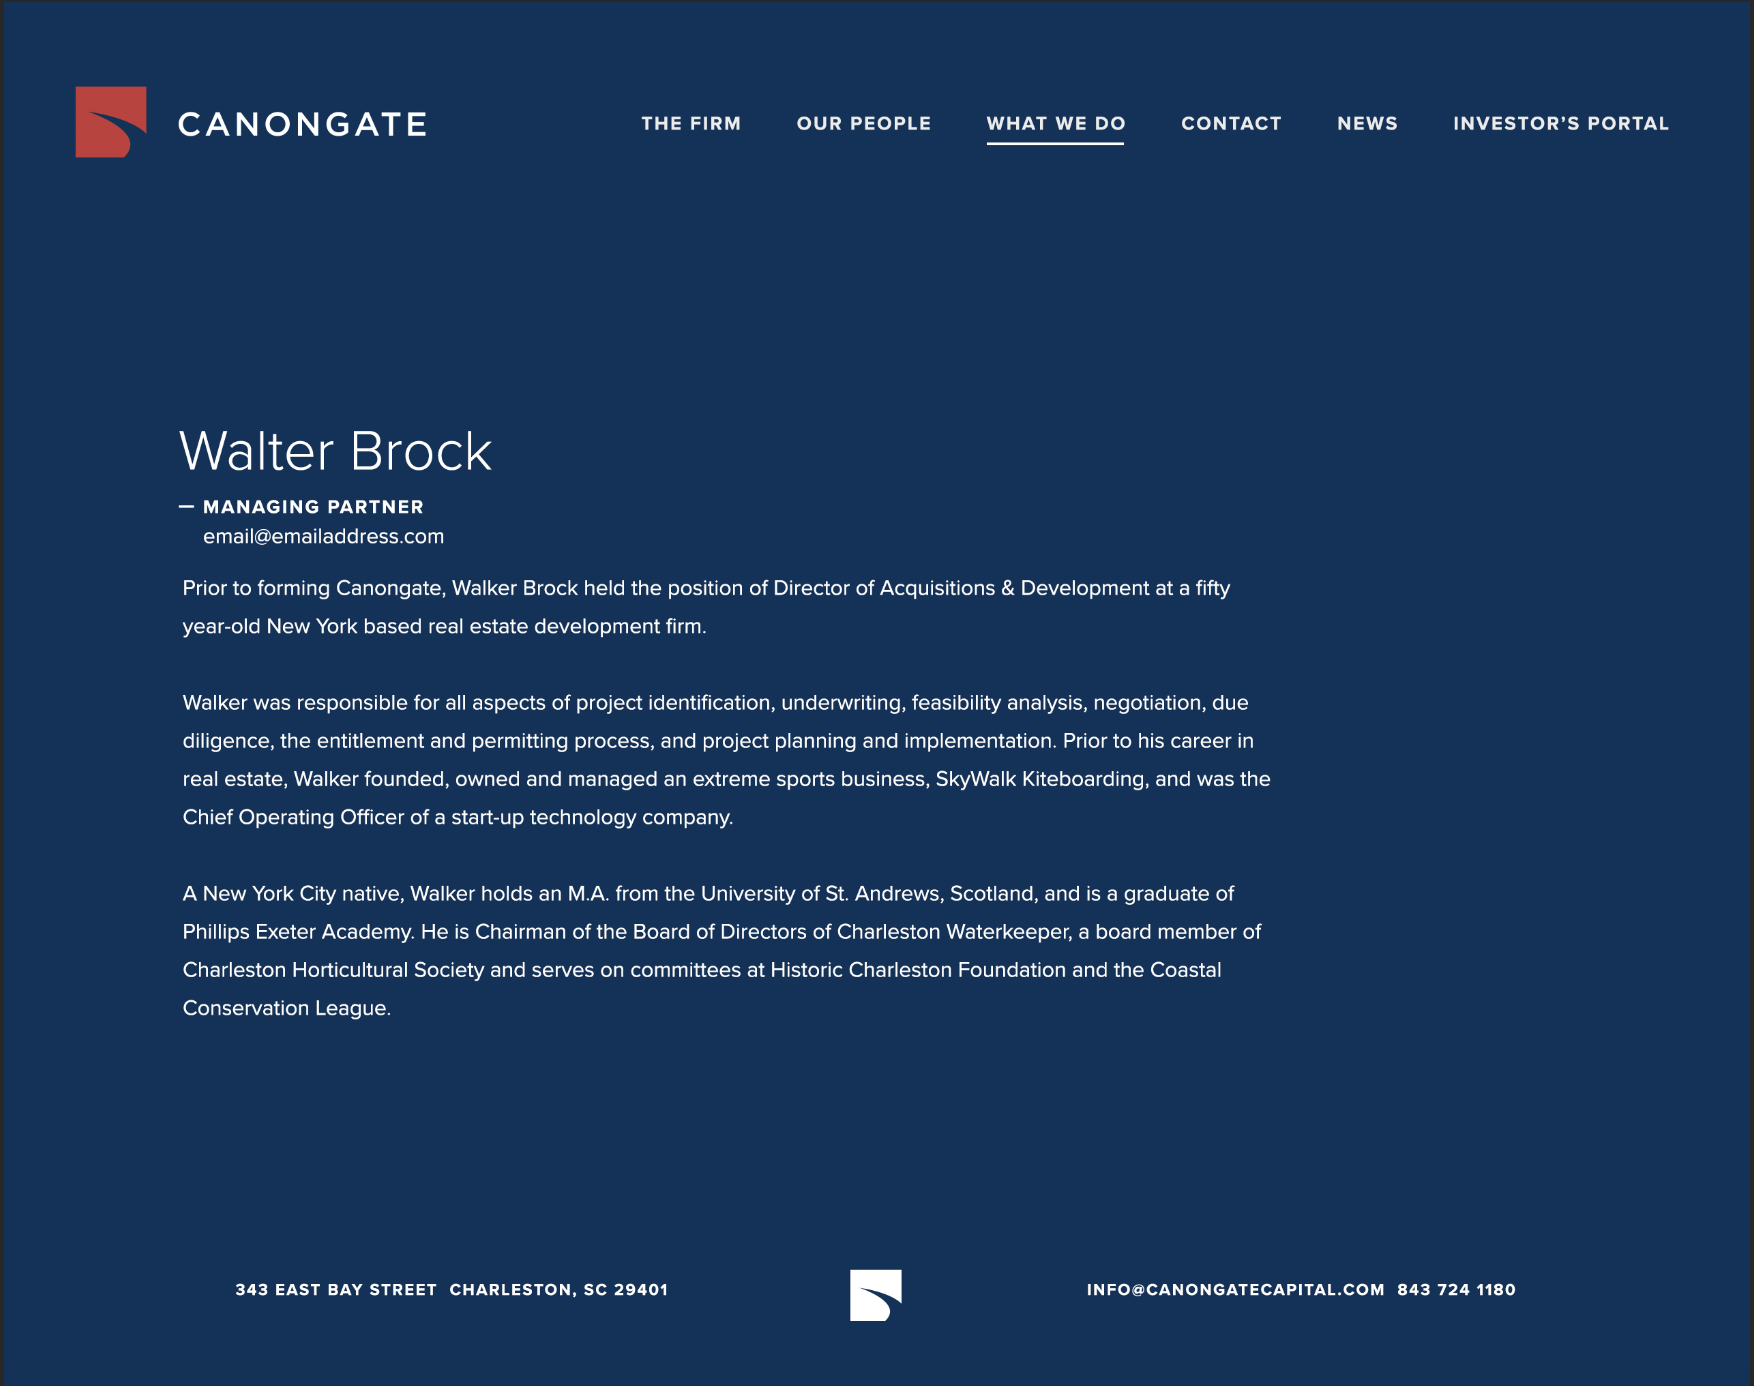 CANONGATE
THE FIRM
OUR PEOPLE
WHAT WE DO
CONTACT
NEWS
INVESTOR’S PORTAL
Walter Brock
— MANAGING PARTNER
email@emailaddress.com
Prior to forming Canongate, Walker Brock held the position of Director of Acquisitions & Development at a fifty
year-old New York based real estate development firm.
Walker was responsible for all aspects of project identification, underwriting, feasibility analysis, negotiation, due
diligence, the entitlement and permitting process, and project planning and implementation. Prior to his career in
real estate, Walker founded, owned and managed an extreme sports business, SkyWalk Kiteboarding, and was the
Chief Operating Officer of a start-up technology company.
A New York City native, Walker holds an M.A. from the University of St. Andrews, Scotland, and is a graduate of
Phillips Exeter Academy. He is Chairman of the Board of Directors of Charleston Waterkeeper, a board member of
Charleston Horticultural Society and serves on committees at Historic Charleston Foundation and the Coastal
Conservation League.
343 EAST BAY STREET  CHARLESTON, SC 29401
INFO@CANONGATECAPITAL.COM  843 724 1180